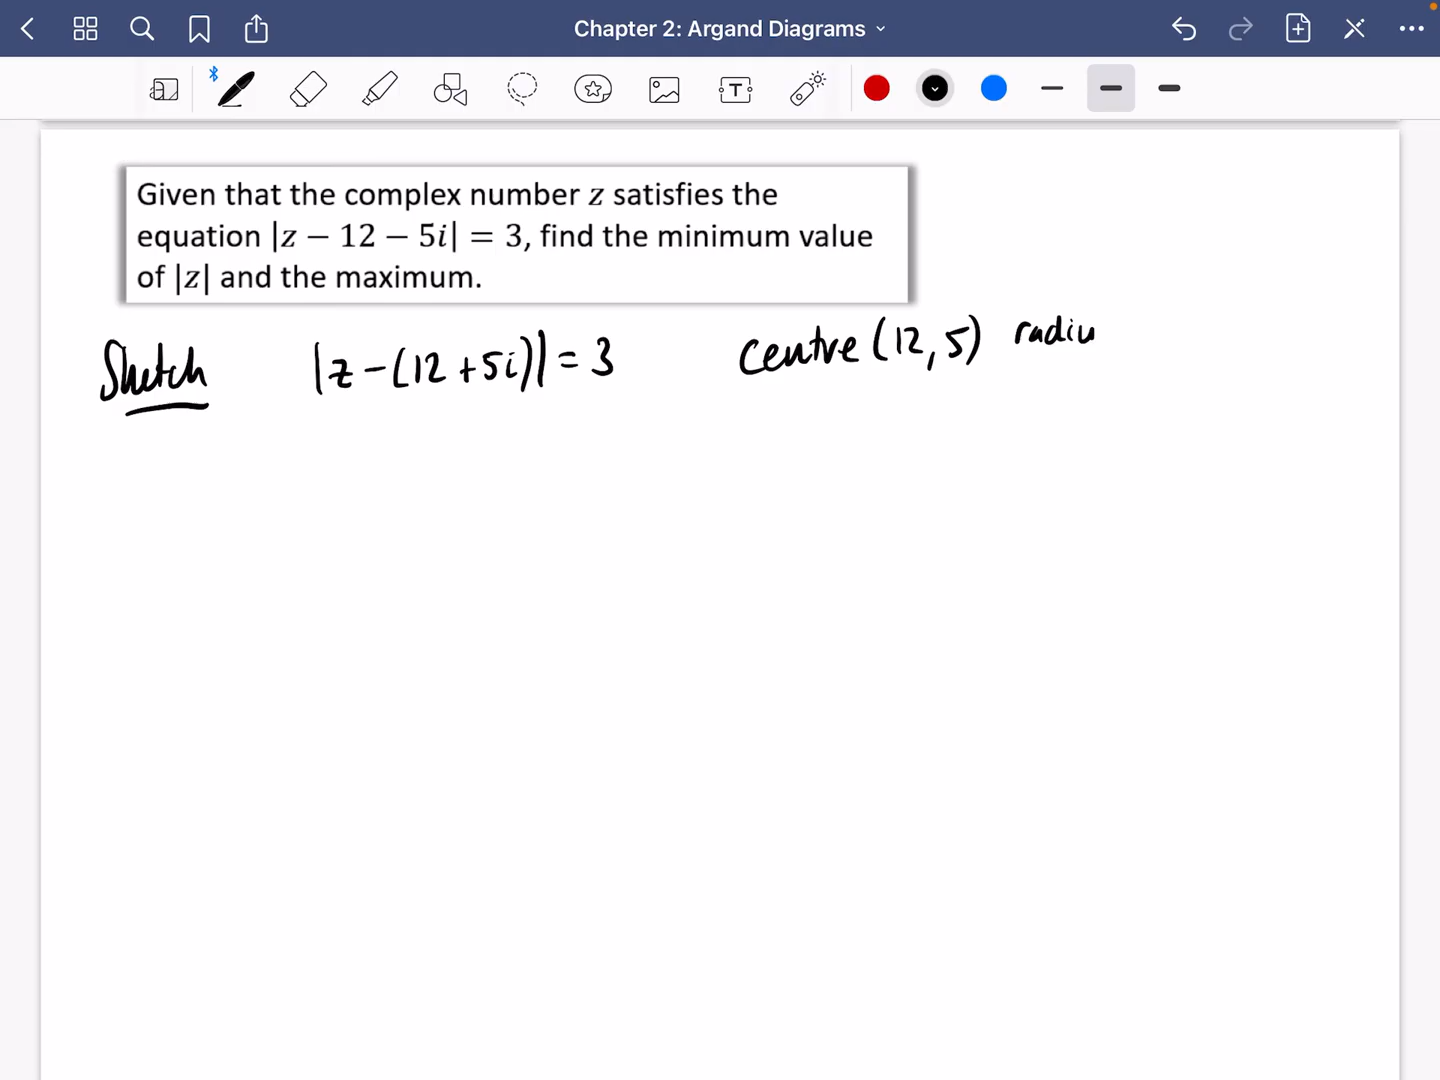 Chapter 2: Argand Diagrams
Given that the complex number z satisfies the
equation |z − 12 − 5i| = 3, find the minimum value
of |z| and the maximum.
Sketch |z-(12+5i)| = 3 centre (12,5) radiu